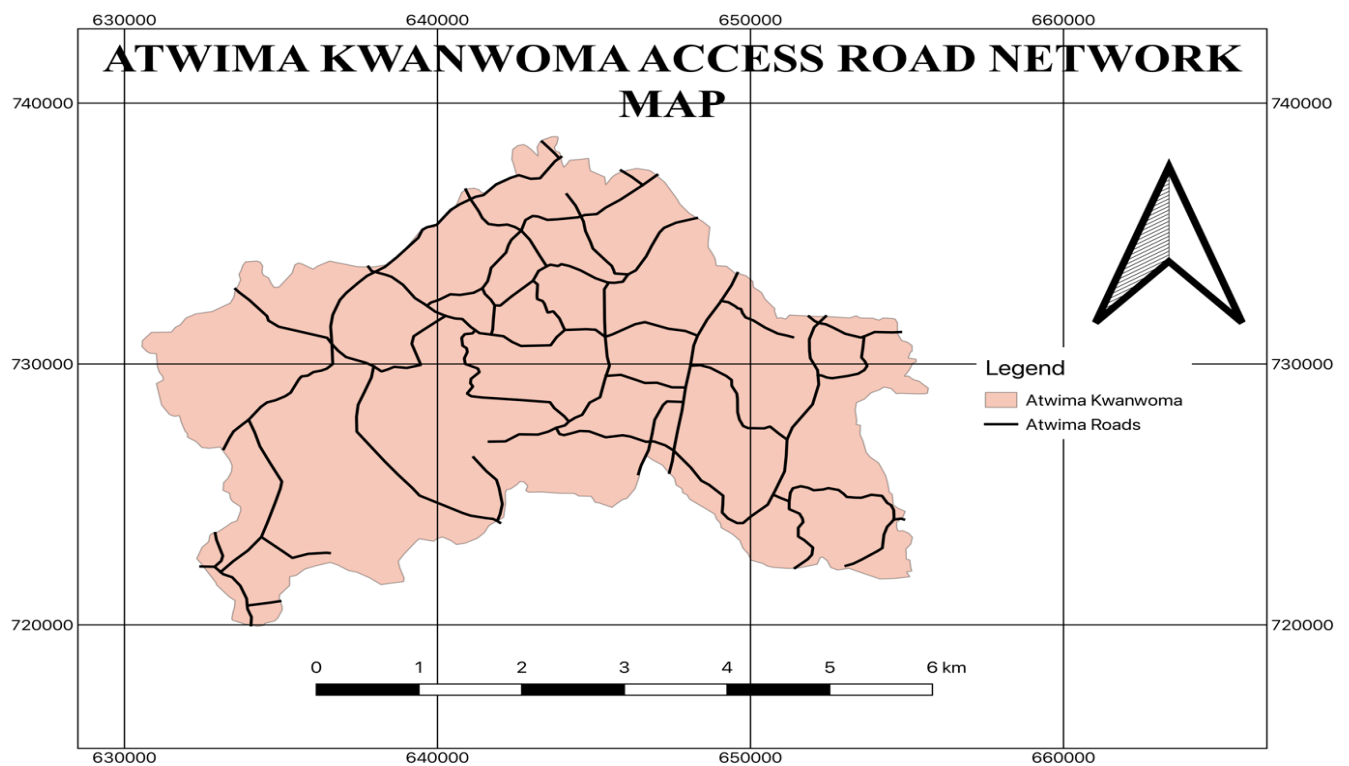 630000 640000 650000 660000
ATWIMA KWANWOMA ACCESS ROAD NETWORK
MAP
740000 740000
730000 730000
Legend
Atwima Kwanwoma
Atwima Roads
720000 720000
0 1 2 3 4 5 6 km
630000 640000 650000 660000